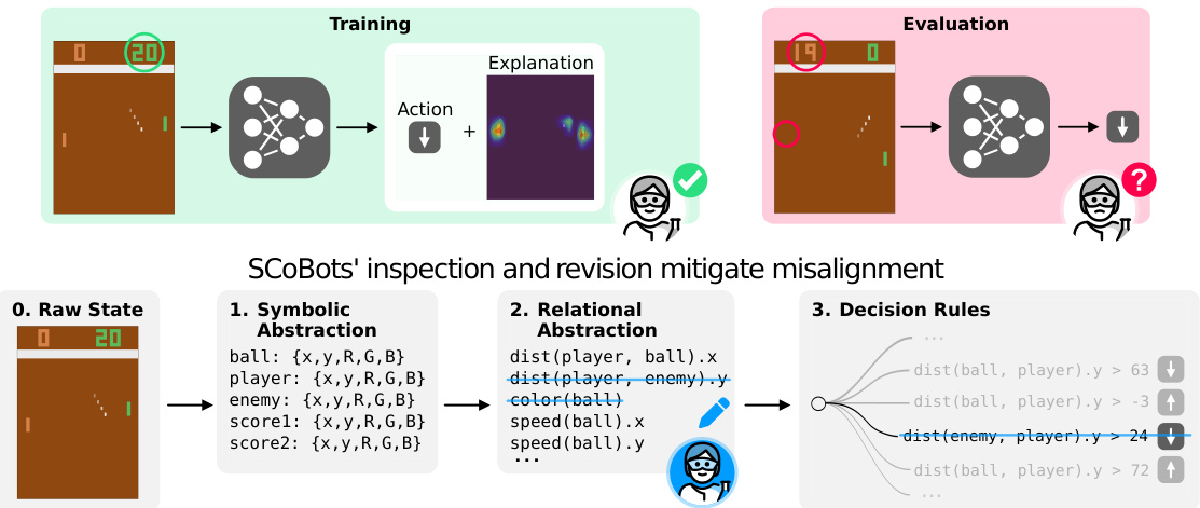 Training
0 20
Explanation
Action
+
Evaluation
19 0
?
SCoBots' inspection and revision mitigate misalignment
0. Raw State
0 20
1. Symbolic
Abstraction
ball: {x,y,R,G,B}
player: {x,y,R,G,B}
enemy: {x,y,R,G,B}
score1: {x,y,R,G,B}
score2: {x,y,R,G,B}
2. Relational
Abstraction
dist(player, ball).x
dist(player, enemy).y
color(ball)
speed(ball).x
speed(ball).y
...
3. Decision Rules
...
dist(ball, player).y > 63
dist(ball, player).y > -3
dist(enemy, player).y > 24
dist(ball, player).y > 72
...